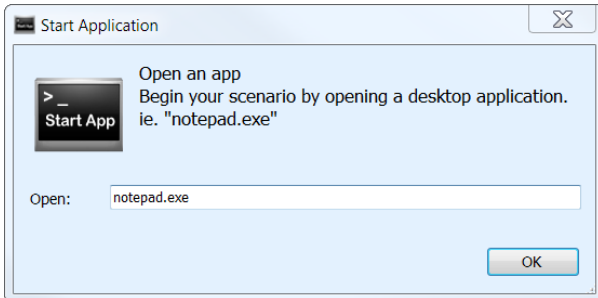 Start Application
Open an app
Begin your scenario by opening a desktop application.
ie. "notepad.exe"
>_
Start App
Open:
notepad.exe
OK